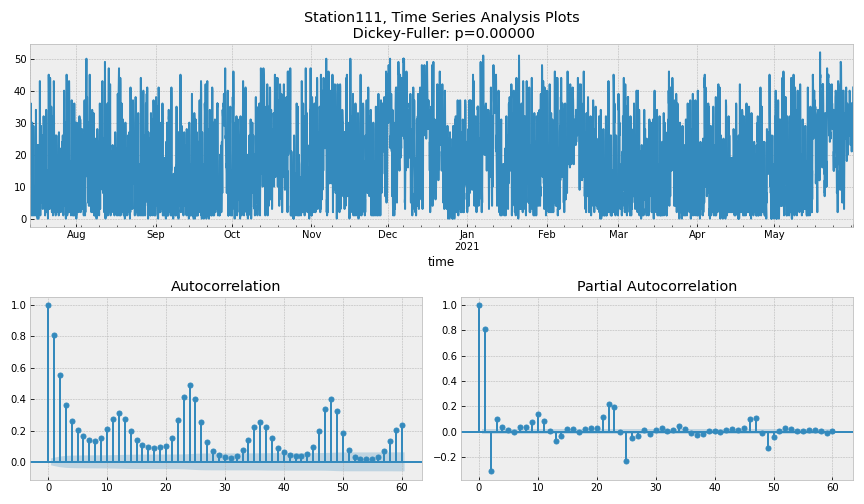 Station111, Time Series Analysis Plots
Dickey-Fuller: p=0.00000
50
40
30
20
10
0
Aug Sep Oct Nov Dec Jan Feb Mar Apr May
2021
time
Autocorrelation
1.0
0.8
0.6
0.4
0.2
0.0
0 10 20 30 40 50 60
Partial Autocorrelation
1.0
0.8
0.6
0.4
0.2
0.0
−0.2
0 10 20 30 40 50 60